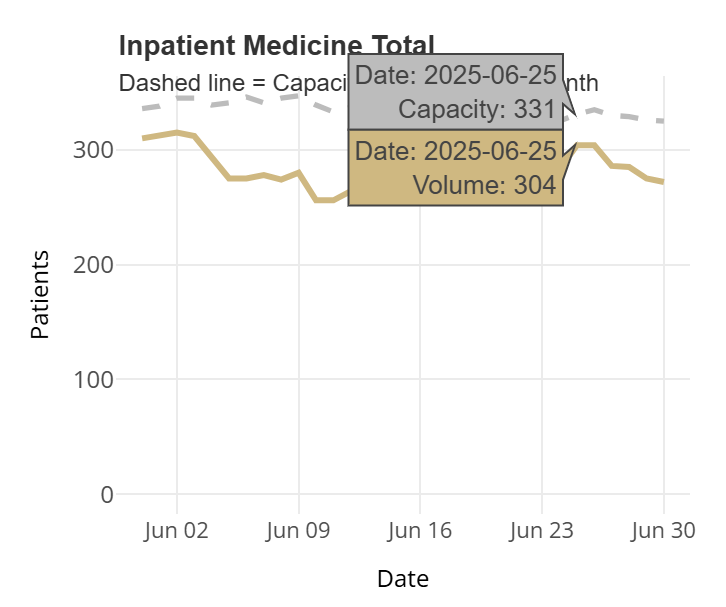 Inpatient Medicine Total
Dashed line = Capaci nth
Date: 2025-06-25
Capacity: 331
Date: 2025-06-25
Volume: 304
Patients
300
200
100
0
Jun 02 Jun 09 Jun 16 Jun 23 Jun 30
Date